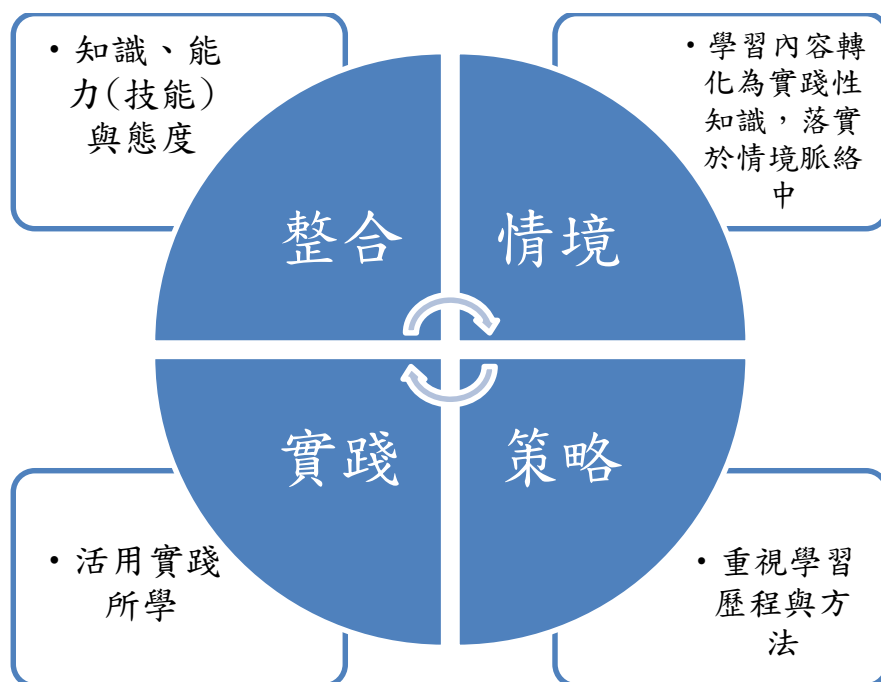 • 知識、能
力(技能)
與態度
• 學習內容轉
化為實踐性
知識，落實
於情境脈絡
中
整合
情境
實踐
策略
• 活用實踐
所學
• 重視學習
歷程與方
法